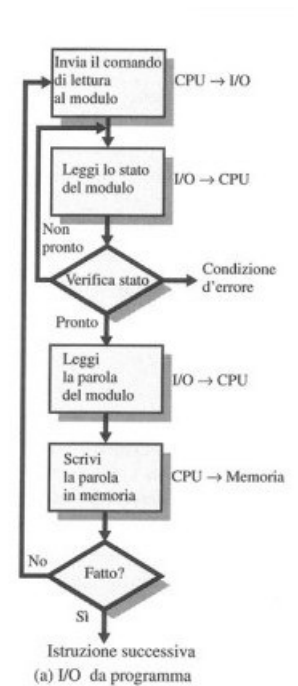 Invia il comando
di lettura
al modulo
CPU → I/O
Leggi lo stato
del modulo
I/O → CPU
Non
pronto
Verifica stato
Condizione
d'errore
Pronto
Leggi
la parola
del modulo
I/O → CPU
Scrivi
la parola
in memoria
CPU → Memoria
No
Fatto?
Sì
Istruzione successiva
(a) I/O da programma